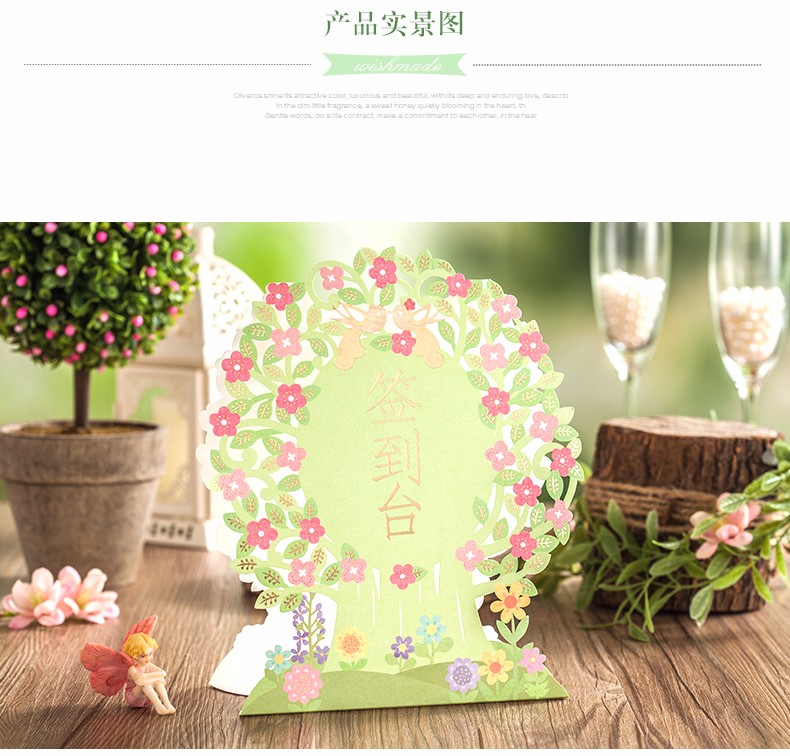 产品实景图
wishmade
Oliveros shine its attractive color, luxurious and beautiful, with its deep and enduring love, describ
in the dim little fragrance, a sweet honey quietly blooming in the heart, th
Gentle words, do a life contract, make a commitment to each other, in the hear
签到台